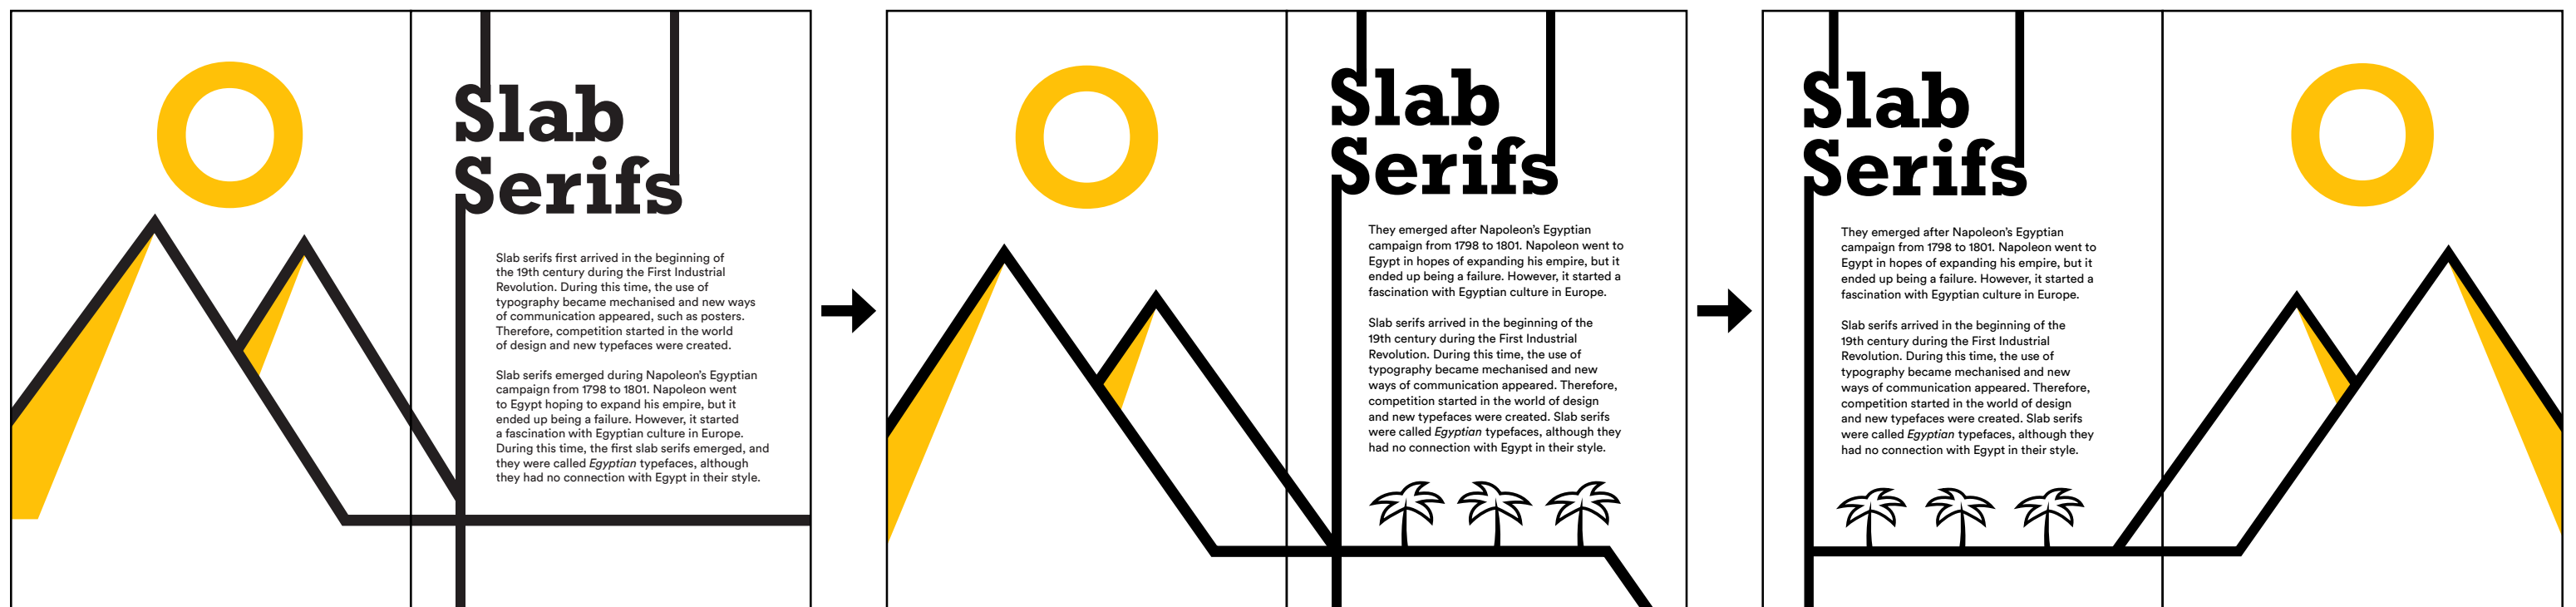 Slab
Serifs
Slab serifs first arrived in the beginning of
the 19th century during the First Industrial
Revolution. During this time, the use of
typography became mechanised and new ways
of communication appeared, such as posters.
Therefore, competition started in the world
of design and new typefaces were created.
Slab serifs emerged during Napoleon’s Egyptian
campaign from 1798 to 1801. Napoleon went
to Egypt hoping to expand his empire, but it
ended up being a failure. However, it started
a fascination with Egyptian culture in Europe.
During this time, the first slab serifs emerged, and
they were called Egyptian typefaces, although
they had no connection with Egypt in their style.
Slab
Serifs
They emerged after Napoleon’s Egyptian
campaign from 1798 to 1801. Napoleon went to
Egypt in hopes of expanding his empire, but it
ended up being a failure. However, it started a
fascination with Egyptian culture in Europe.
Slab serifs arrived in the beginning of the
19th century during the First Industrial
Revolution. During this time, the use of
typography became mechanised and new
ways of communication appeared. Therefore,
competition started in the world of design
and new typefaces were created. Slab serifs
were called Egyptian typefaces, although they
had no connection with Egypt in their style.
Slab
Serifs
They emerged after Napoleon’s Egyptian
campaign from 1798 to 1801. Napoleon went to
Egypt in hopes of expanding his empire, but it
ended up being a failure. However, it started a
fascination with Egyptian culture in Europe.
Slab serifs arrived in the beginning of the
19th century during the First Industrial
Revolution. During this time, the use of
typography became mechanised and new
ways of communication appeared. Therefore,
competition started in the world of design
and new typefaces were created. Slab serifs
were called Egyptian typefaces, although they
had no connection with Egypt in their style.